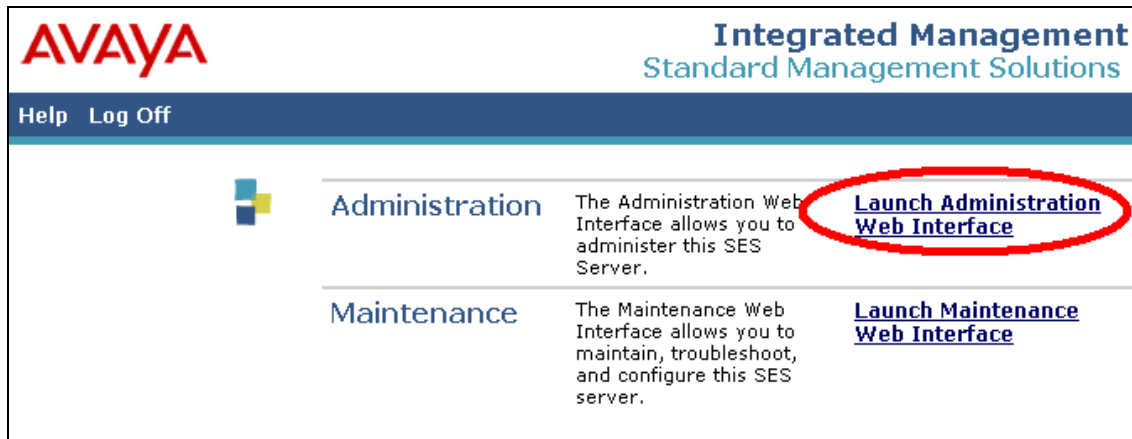 AVAYA
Integrated Management
Standard Management Solutions
Help Log Off
Administration
The Administration Web
Interface allows you to
administer this SES
Server.
Launch Administration
Web Interface
Maintenance
The Maintenance Web
Interface allows you to
maintain, troubleshoot,
and configure this SES
server.
Launch Maintenance
Web Interface